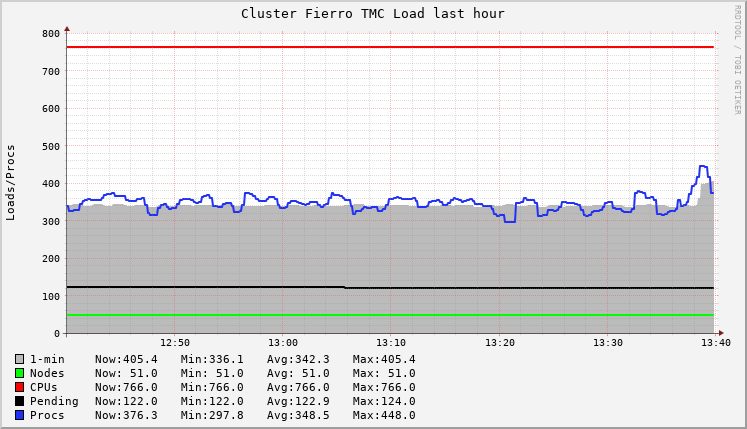 Cluster Fierro TMC Load last hour
RRDTOOL / TOBI OETIKER
Loads/Procs
800
700
600
500
400
300
200
100
0
12:50 13:00 13:10 13:20 13:30 13:40
1-min Now:405.4 Min:336.1 Avg:342.3 Max:405.4
Nodes Now: 51.0 Min: 51.0 Avg: 51.0 Max: 51.0
CPUs Now:766.0 Min:766.0 Avg:766.0 Max:766.0
Pending Now:122.0 Min:122.0 Avg:122.9 Max:124.0
Procs Now:376.3 Min:297.8 Avg:348.5 Max:448.0